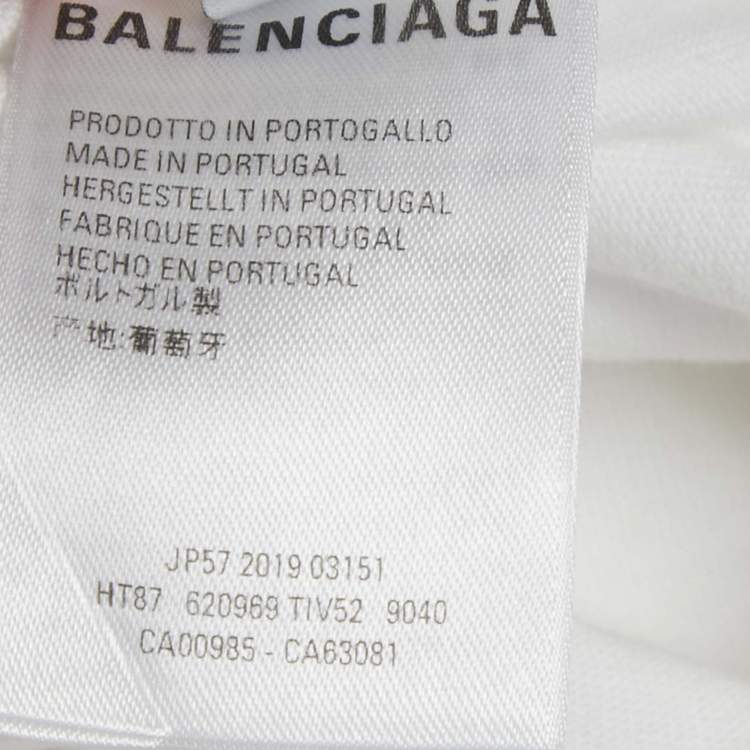 BALENCIAGA
PRODOTTO IN PORTOGALLO
MADE IN PORTUGAL
HERGESTELLT IN PORTUGAL
FABRIQUE EN PORTUGAL
HECHO EN PORTUGAL
ポルトガル製
产地:葡萄牙
JP57 2019 03151
HT87 620969 TIV52 9040
CA00985 - CA63081